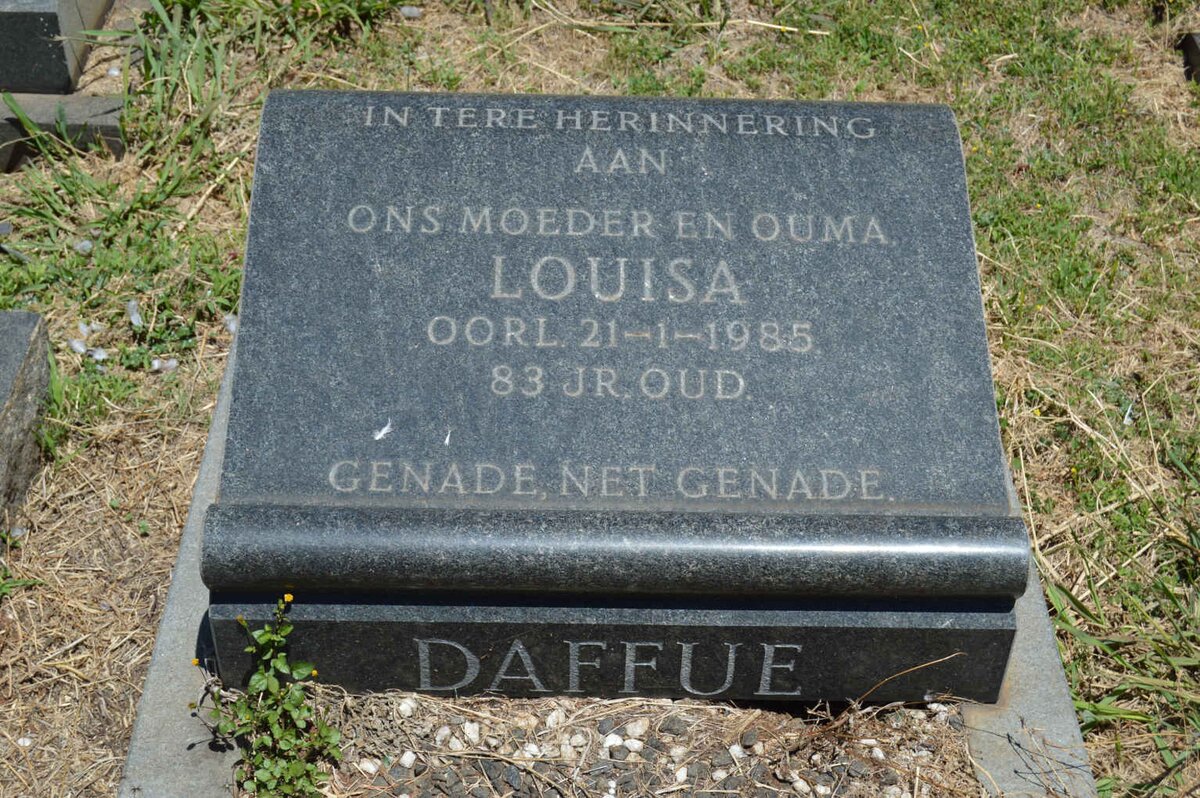 IN TERE HERINNERING
AAN
ONS MOEDER EN OUMA.
LOUISA
OORL. 21-1-1985.
83 JR. OUD.
GENADE, NET GENADE.
DAFFUE